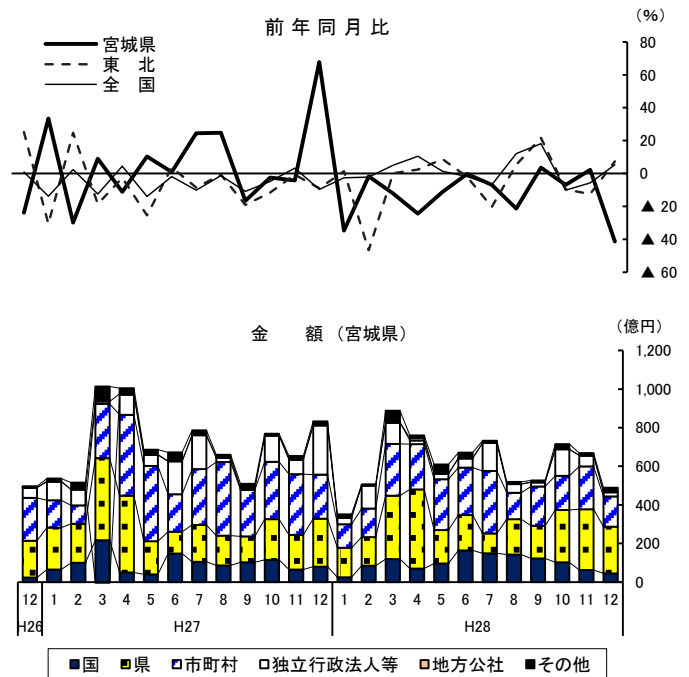 前年同月比
（%）
宮城県
東　北
全　国
80
60
40
20
0
▲ 20
▲ 40
▲ 60
金　　額（宮城県）
（億円）
1,200
1,000
800
600
400
200
0
12 1 2 3 4 5 6 7 8 9 10 11 12 1 2 3 4 5 6 7 8 9 10 11 12
H26 H27 H28
国 県 市町村 独立行政法人等 地方公社 その他